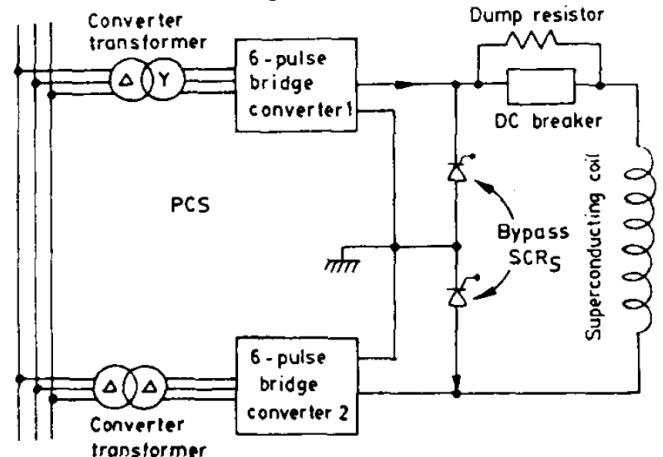 Converter
transformer
Δ Y
6-pulse
bridge
converter 1
Dump resistor
DC breaker
PCS
Bypass
SCRS
Superconducting coil
Δ Δ
6-pulse
bridge
converter 2
Converter
transformer